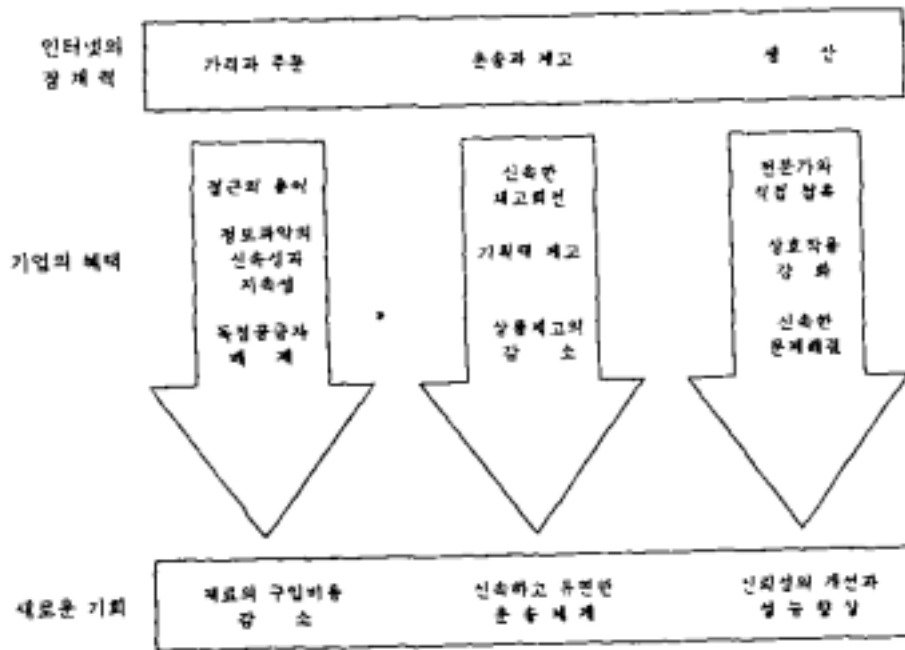 인터넷의
잠 재 력
가격과 주문
운송과 재고
생 산
기업의 혜택
접근의 용이
정보파악의
신속성과
지속성
독점공급자
배 제
신속한
재고회전
기획력 제고
상품재고의
감 소
전문가와
직접 접촉
상호작용
강 화
신속한
문제해결
새로운 기회
재료의 구입비용
감 소
신속하고 유연한
운 송 체 계
신뢰성의 개선과
성 능 향 상